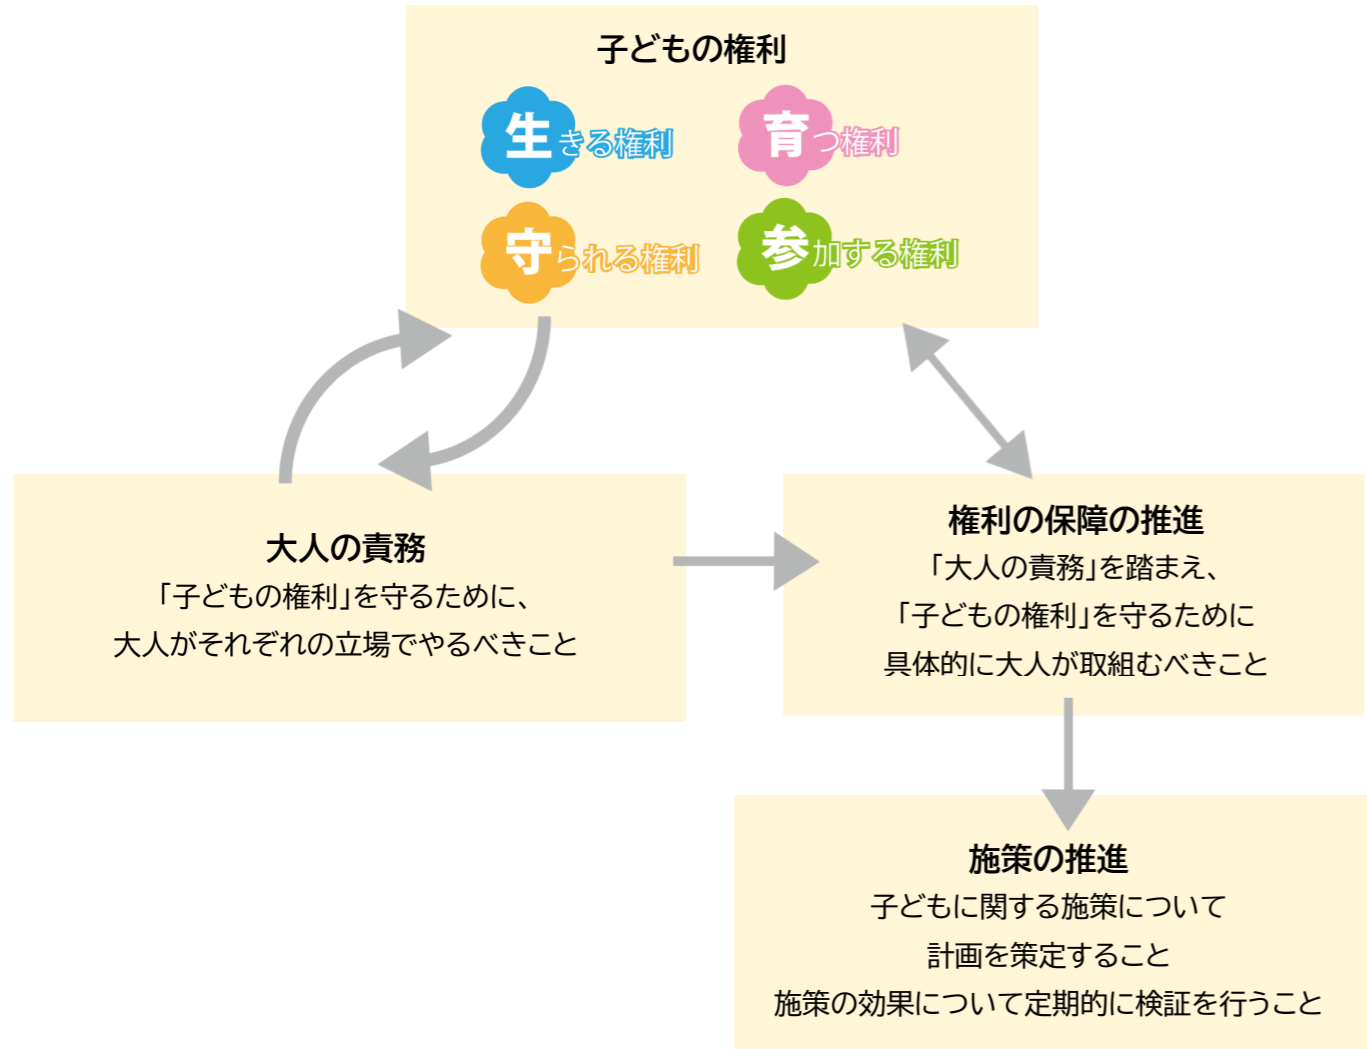 子どもの権利
生きる権利
育つ権利
守られる権利
参加する権利
大人の責務
「子どもの権利」を守るために、
大人がそれぞれの立場でやるべきこと
権利の保障の推進
「大人の責務」を踏まえ、
「子どもの権利」を守るために
具体的に大人が取組むべきこと
施策の推進
子どもに関する施策について
計画を策定すること
施策の効果について定期的に検証を行うこと